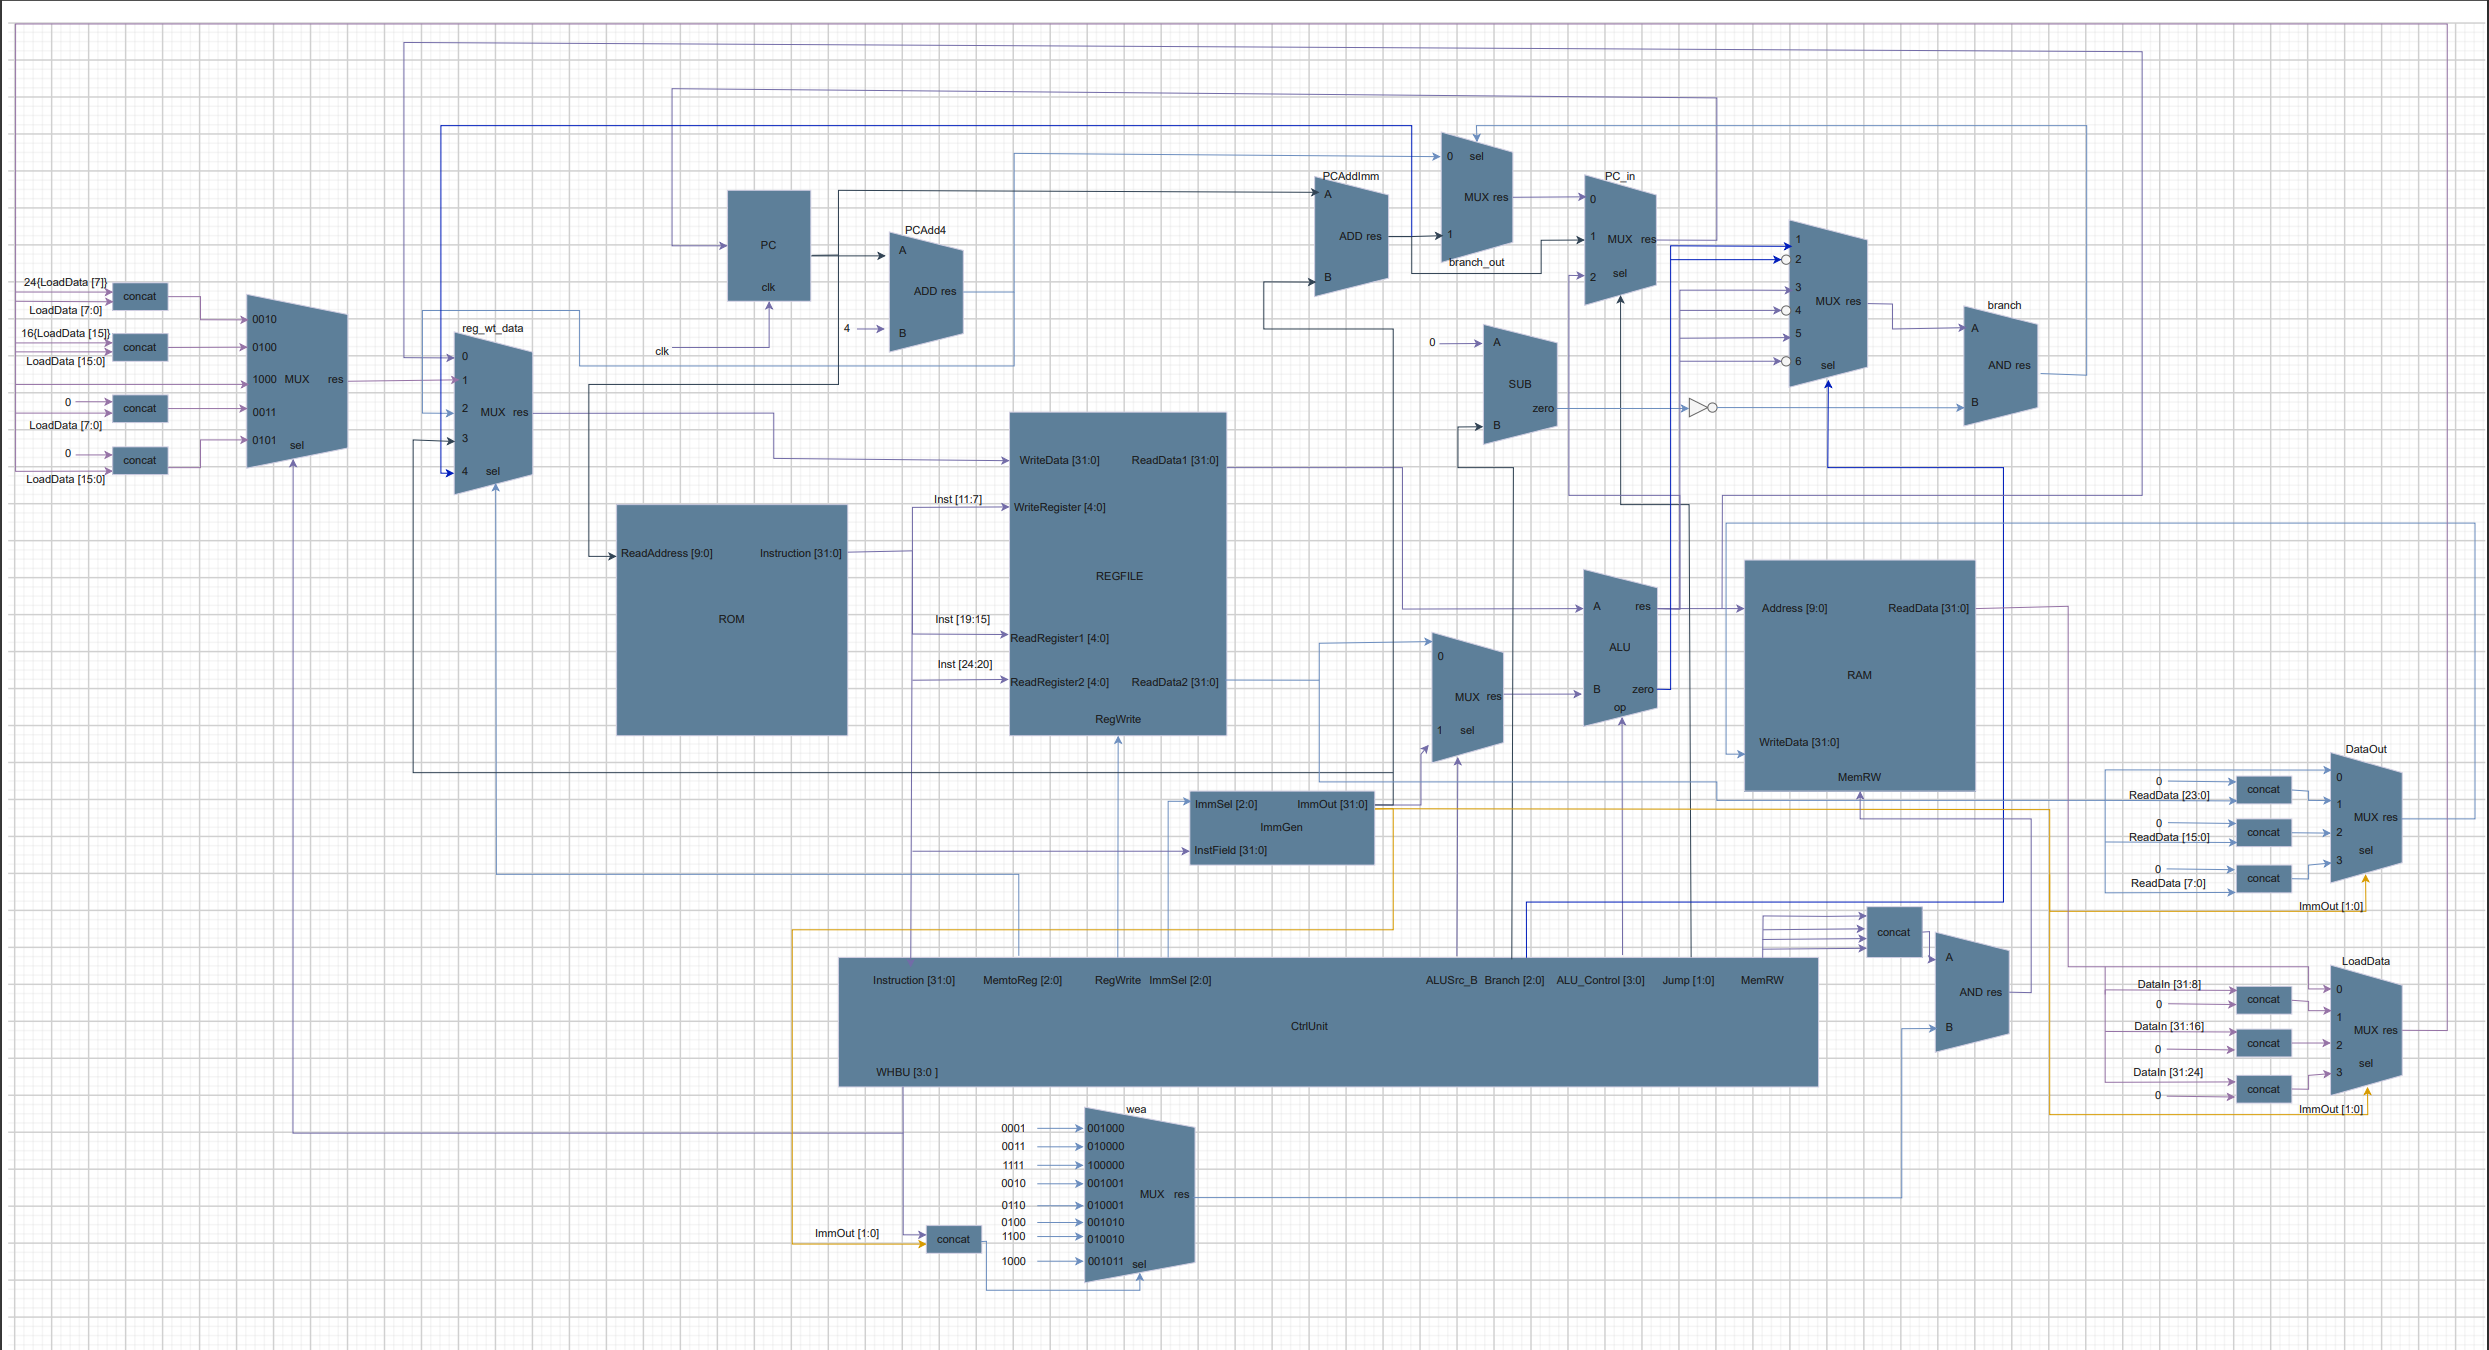 24{LoadData [7]}
LoadData [7:0]
concat
16{LoadData [15]}
LoadData [15:0]
concat
0
LoadData [7:0]
concat
0
LoadData [15:0]
concat
0010
0100
1000 MUX res
0011
0101
sel
reg_wt_data
0
1
2 MUX res
3
4 sel
PC
clk
clk
PCAdd4
A
ADD res
4
B
PCAddImm
A
ADD res
B
0 sel
MUX res
1
branch_out
PC_in
0
1 MUX res
sel
2
1
2
3
MUX res
4
5
6
sel
0
A
SUB
zero
B
branch
A
AND res
B
ReadAddress [9:0]
Instruction [31:0]
ROM
Inst [11:7]
Inst [19:15]
Inst [24:20]
WriteData [31:0]
ReadData1 [31:0]
WriteRegister [4:0]
REGFILE
ReadRegister1 [4:0]
ReadRegister2 [4:0]
ReadData2 [31:0]
RegWrite
0
MUX res
1 sel
A res
ALU
B zero
op
Address [9:0]
ReadData [31:0]
RAM
WriteData [31:0]
MemRW
ImmSel [2:0]
ImmOut [31:0]
ImmGen
InstField [31:0]
DataOut
0
ReadData [23:0]
concat
0
ReadData [15:0]
concat
0
ReadData [7:0]
concat
0
1
MUX res
2
sel
3
ImmOut [1:0]
concat
A
AND res
B
LoadData
DataIn [31:8]
0
concat
DataIn [31:16]
0
concat
DataIn [31:24]
0
concat
0
1
MUX res
2
sel
3
ImmOut [1:0]
Instruction [31:0]
MemtoReg [2:0]
RegWrite
ImmSel [2:0]
ALUSrc_B
Branch [2:0]
ALU_Control [3:0]
Jump [1:0]
MemRW
CtrlUnit
WHBU [3:0 ]
wea
0001 001000
0011 010000
1111 100000
0010 001001
MUX res
0110 010001
0100 001010
1100 010010
1000 001011
sel
ImmOut [1:0]
concat